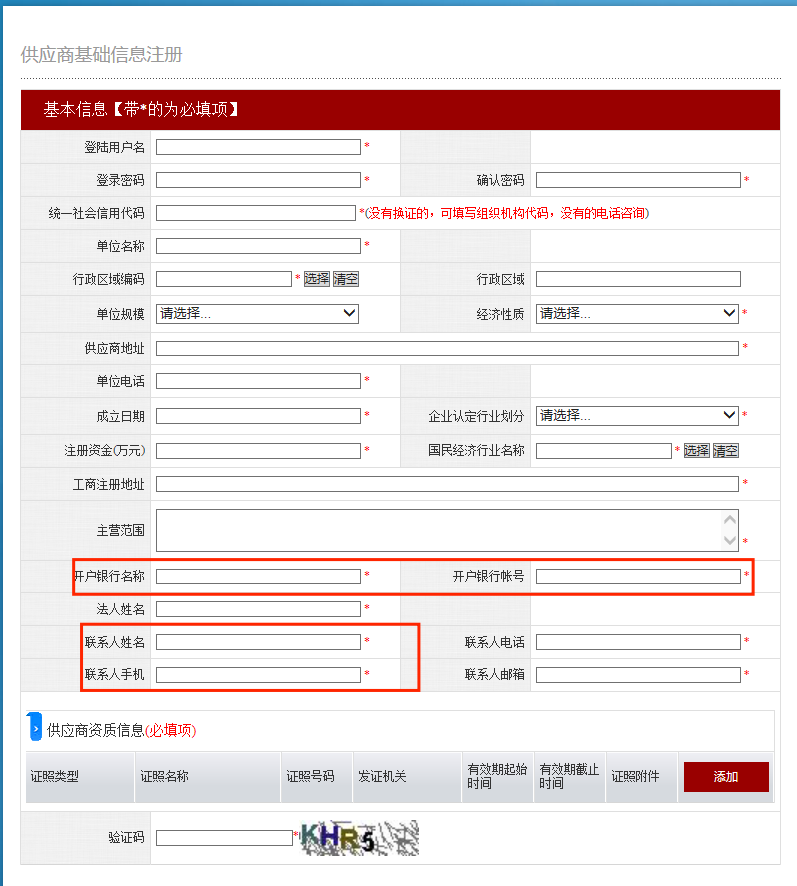 供应商基础信息注册
基本信息【带*的为必填项】
登陆用户名 *
登录密码 * 确认密码 *
统一社会信用代码 *(没有换证的，可填写组织机构代码，没有的电话咨询)
单位名称 *
行政区域编码 * 选择 清空 行政区域
单位规模 请选择... 经济性质 请选择... *
供应商地址 *
单位电话 *
成立日期 * 企业认定行业划分 请选择... *
注册资金(万元) * 国民经济行业名称 * 选择 清空
工商注册地址 *
主营范围 *
开户银行名称 * 开户银行帐号 *
法人姓名 *
联系人姓名 * 联系人电话 *
联系人手机 * 联系人邮箱 *
供应商资质信息(必填项)
证照类型 证照名称 证照号码 发证机关 有效期起始时间 有效期截止时间 证照附件 添加
验证码 * KHR5